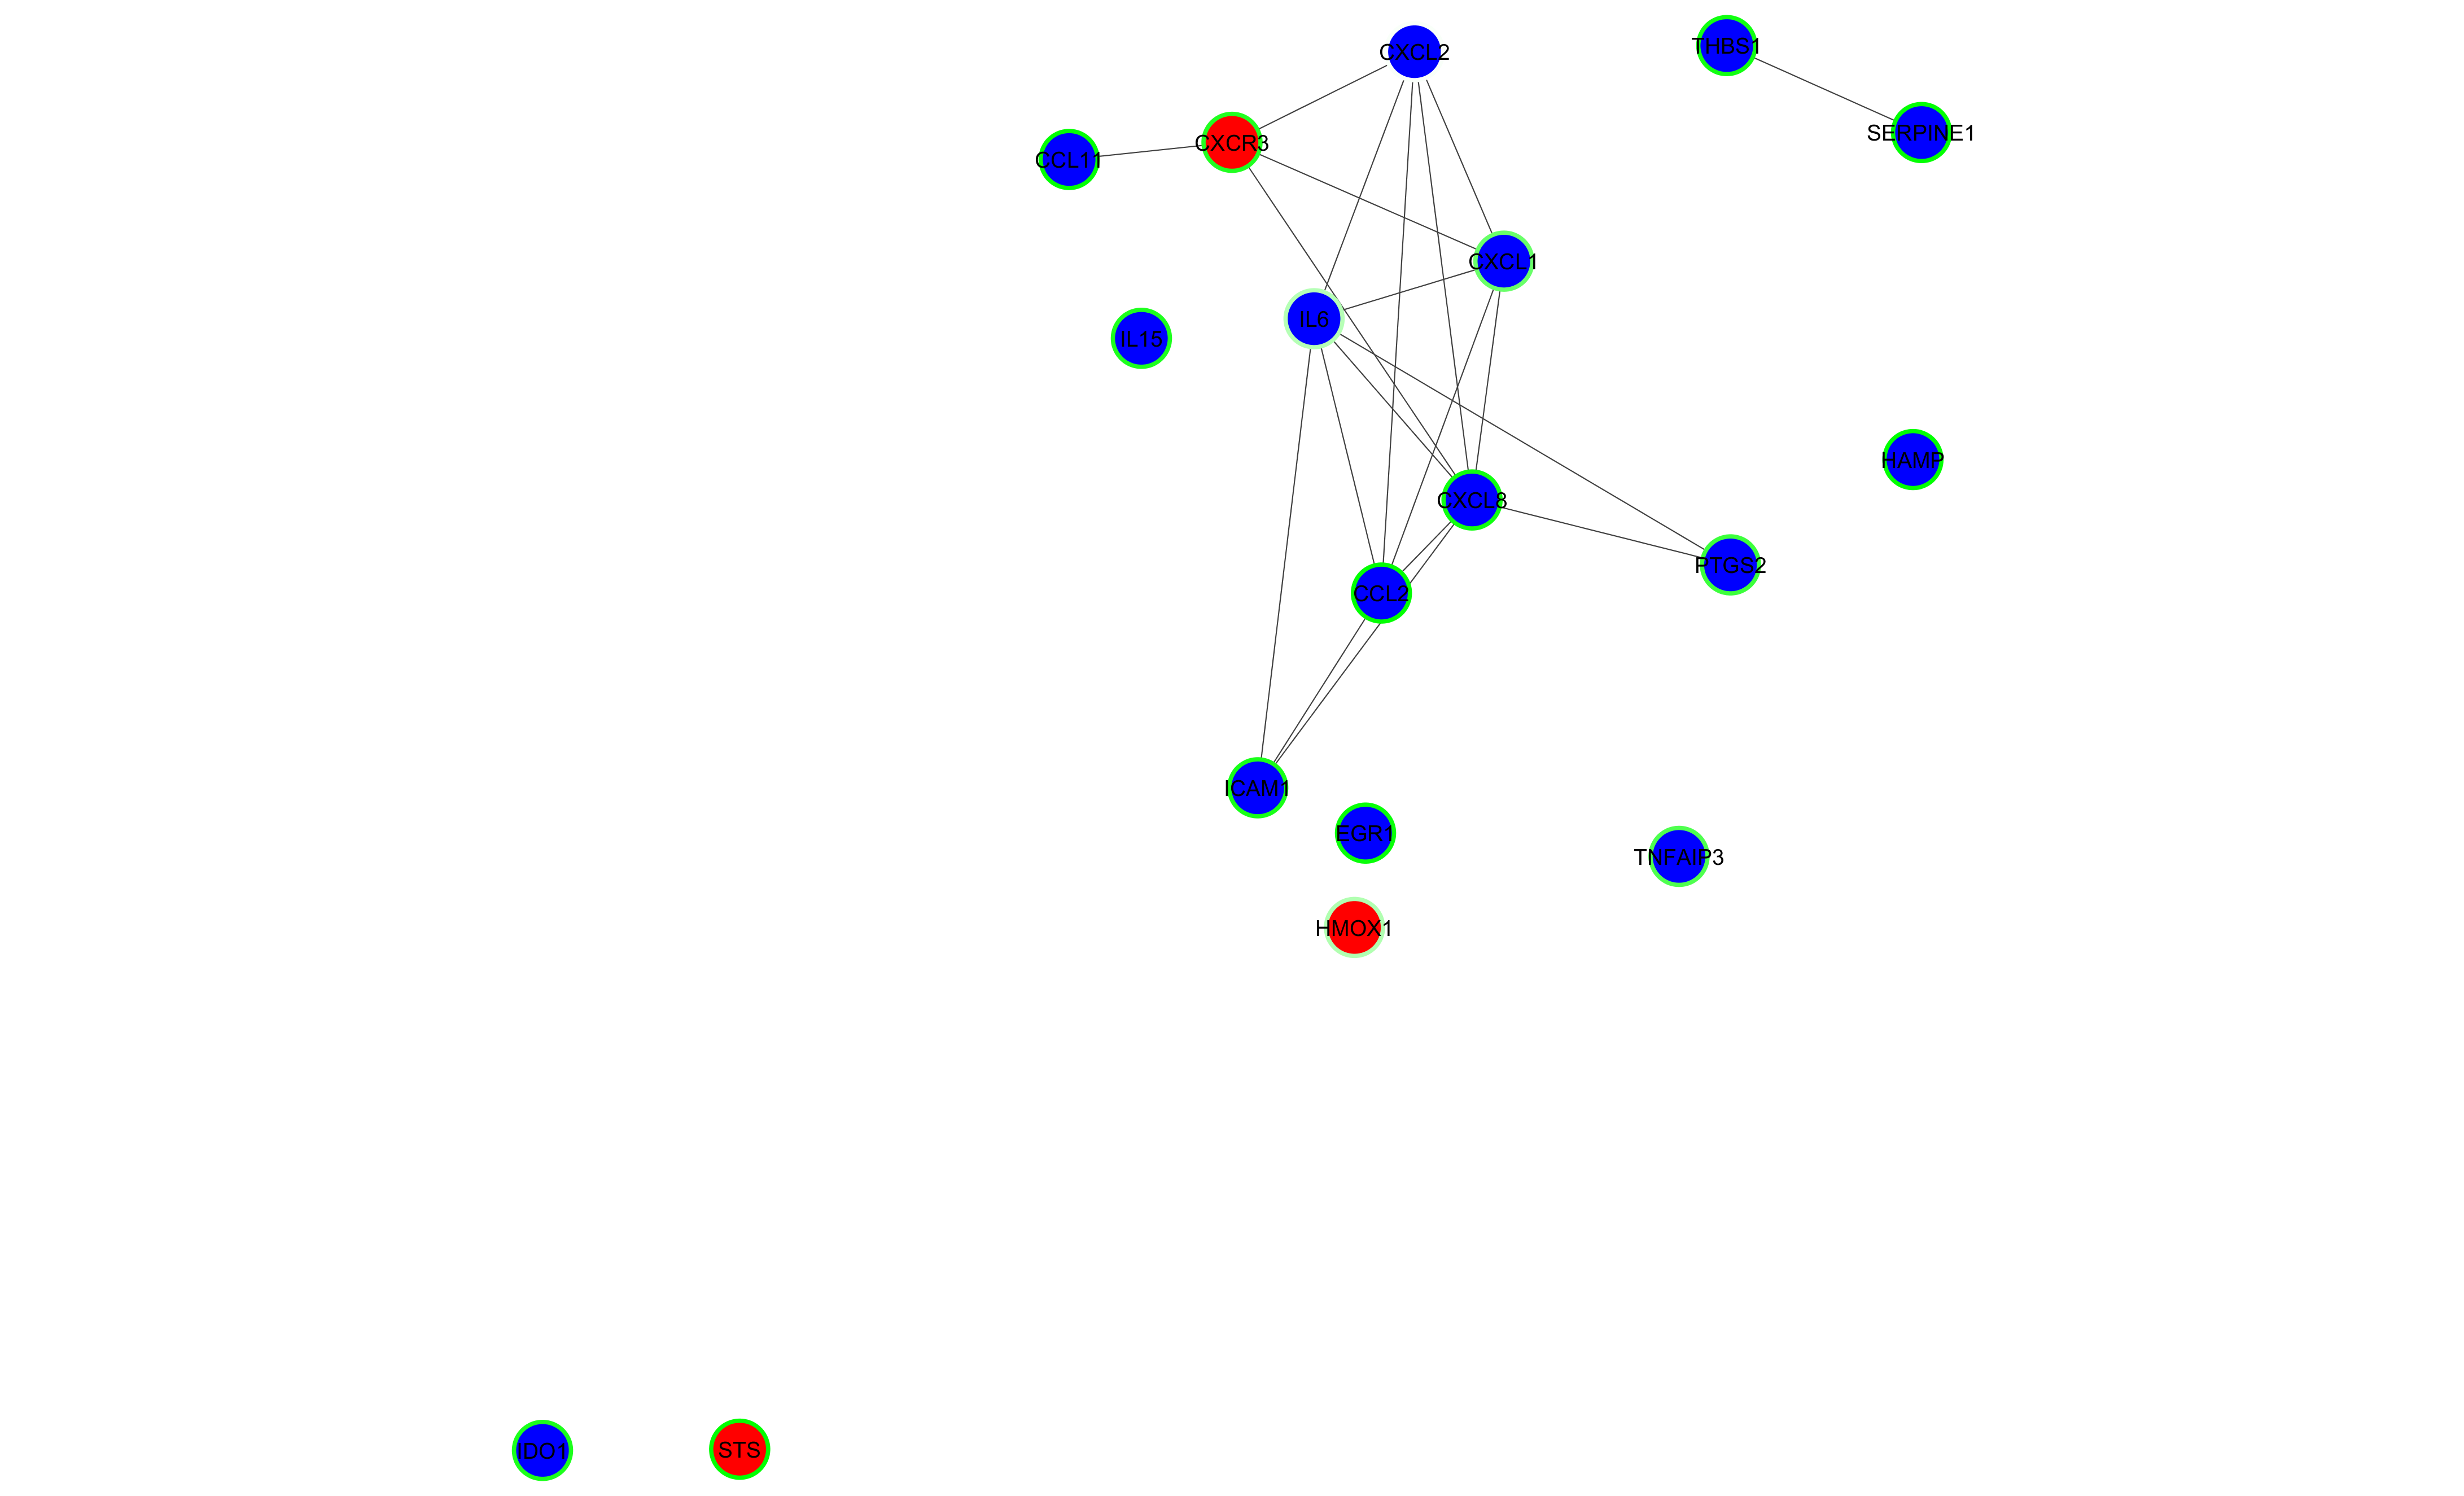 THBS1
CXCL2
SERPINE1
CXCR3
CCL11
CXCL1
IL6
IL15
HAMP
CXCL8
PTGS2
CCL2
ICAM1
EGR1
TNFAIP3
HMOX1
STS
IDO1